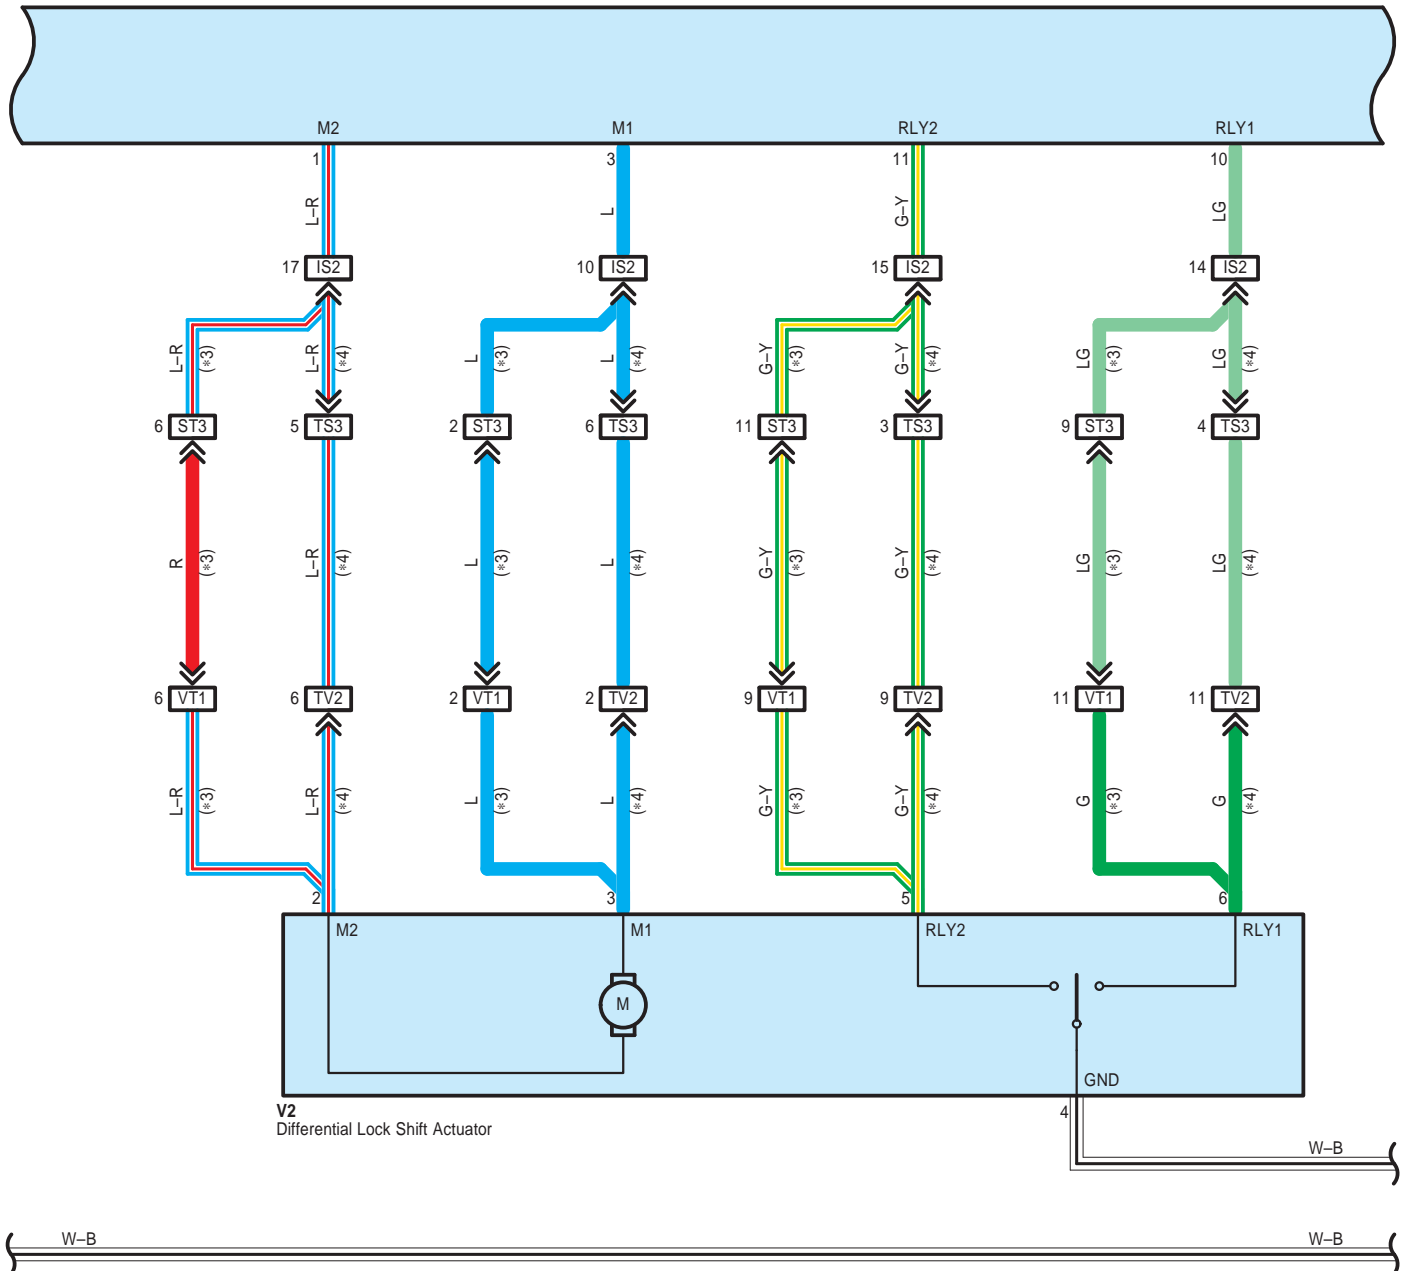 M2 M1 RLY2 RLY1
1 3 11 10
L–R L G–Y LG
17 IS2 10 IS2 15 IS2 14 IS2
L–R (*3) L–R (*4) L (*3) L (*4) G–Y (*3) G–Y (*4) LG (*3) LG (*4)
6 ST3 5 TS3 2 ST3 6 TS3 11 ST3 3 TS3 9 ST3 4 TS3
R (*3) L–R (*4) L (*3) L (*4) G–Y (*3) G–Y (*4) LG (*3) LG (*4)
6 VT1 6 TV2 2 VT1 2 TV2 9 VT1 9 TV2 11 VT1 11 TV2
L–R (*3) L–R (*4) L (*3) L (*4) G–Y (*3) G–Y (*4) G (*3) G (*4)
2 3 5 6
M2 M1 RLY2 RLY1
M
GND
V2
Differential Lock Shift Actuator
4
W–B
W–B W–B